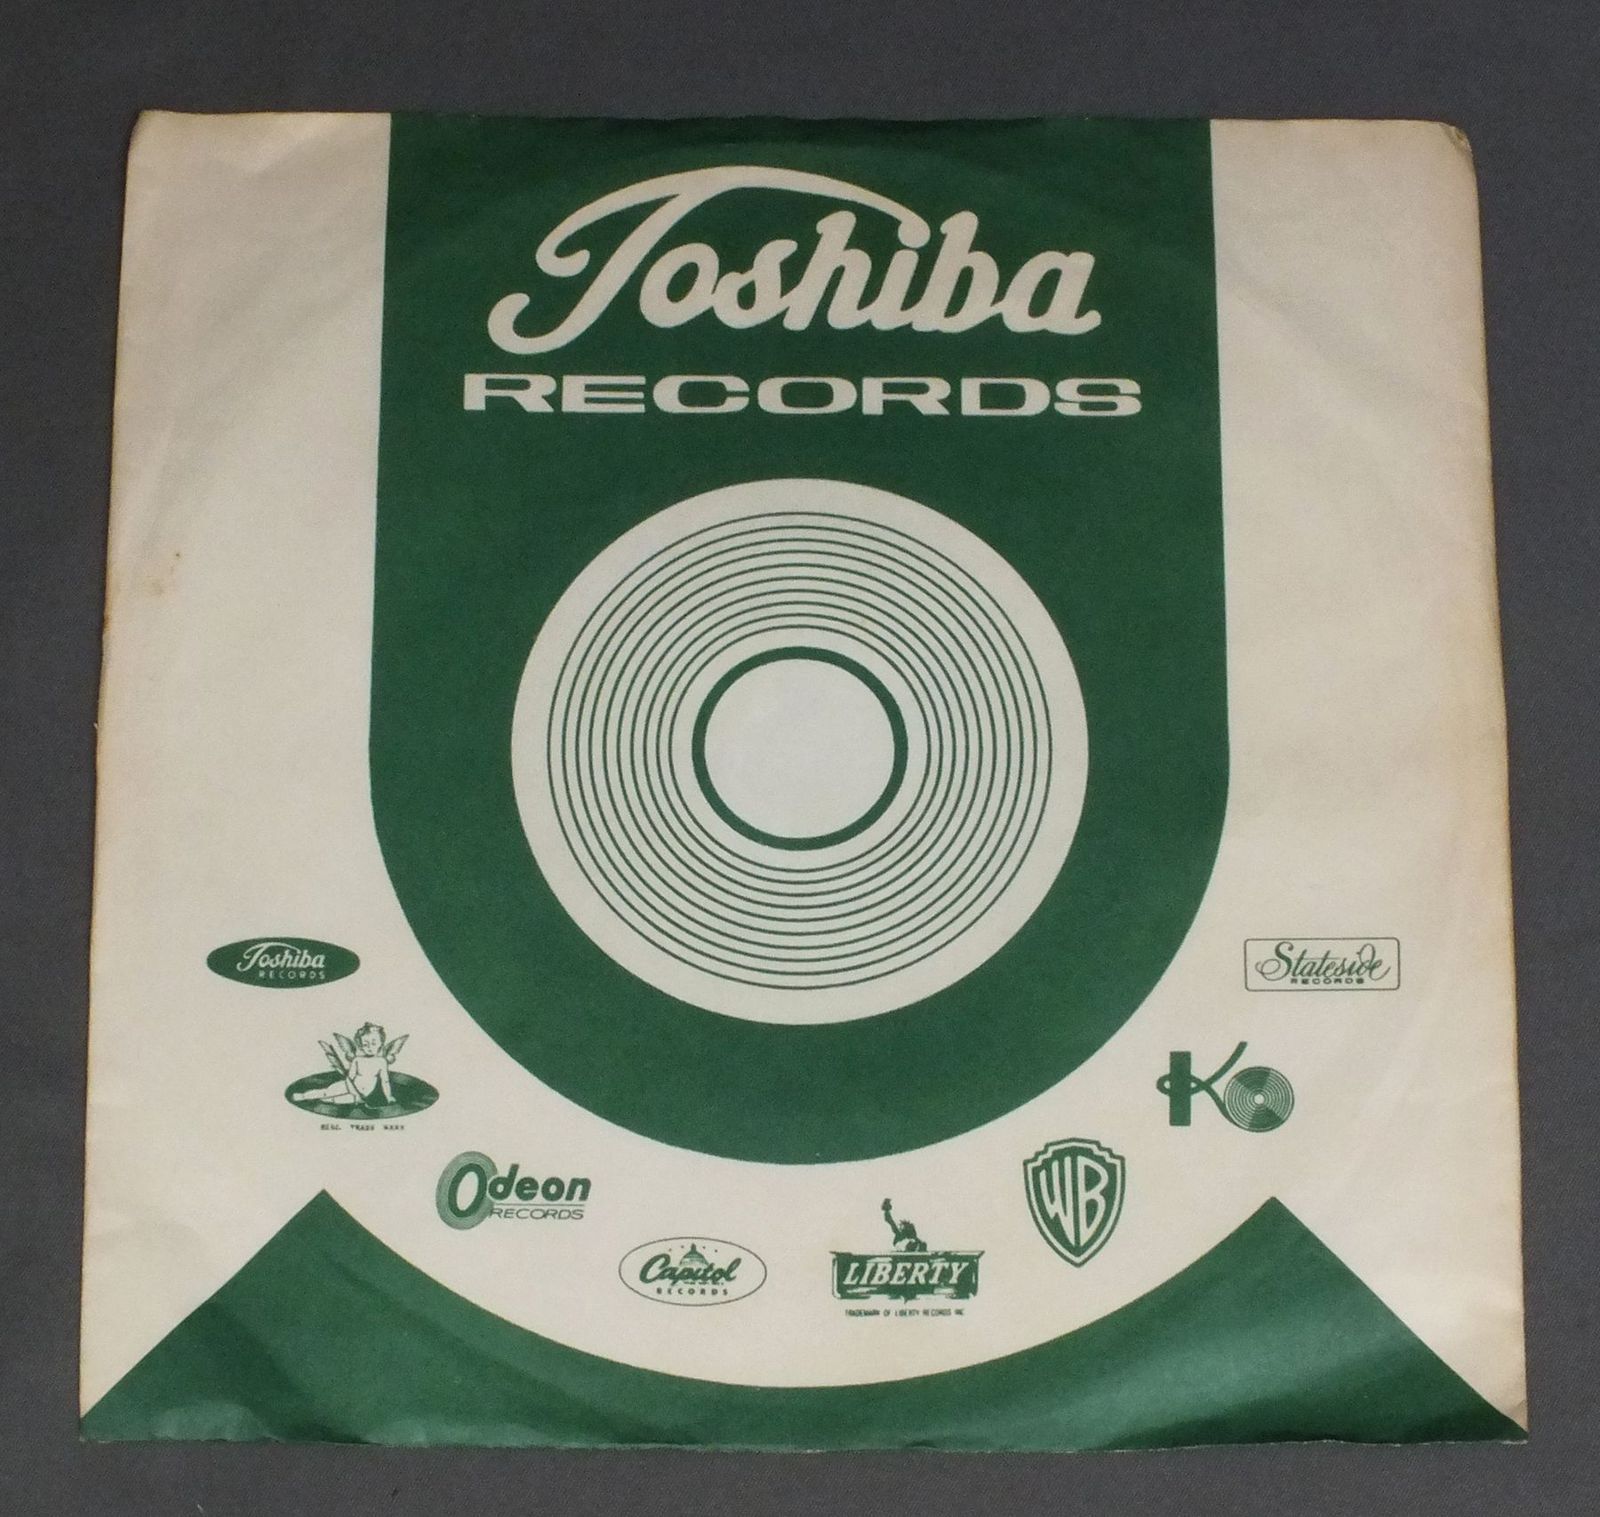 Toshiba
RECORDS
Toshiba
RECORDS
Stateside
RECORDS
REG. TRADE MARK
KO
Odeon
RECORDS
WB
Capitol
RECORDS
LIBERTY
TRADEMARK OF LIBERTY RECORDS INC